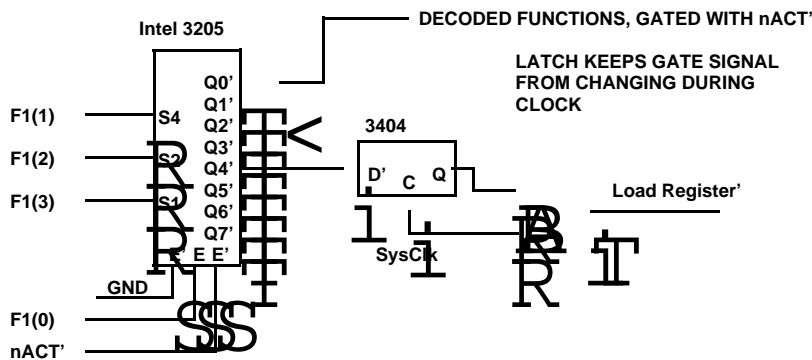 DECODED FUNCTIONS, GATED WITH nACT’
Intel 3205
LATCH KEEPS GATE SIGNAL
FROM CHANGING DURING
CLOCK
Q0’
Q1’
F1(1)
S4
Q2’
3404
Q3’
F1(2)
S2
Q4’
D’
C
Q
Q5’
F1(3)
S1
Q6’
Load Register’
Q7’
E’ E E’
SysClk
GND
F1(0)
nACT’